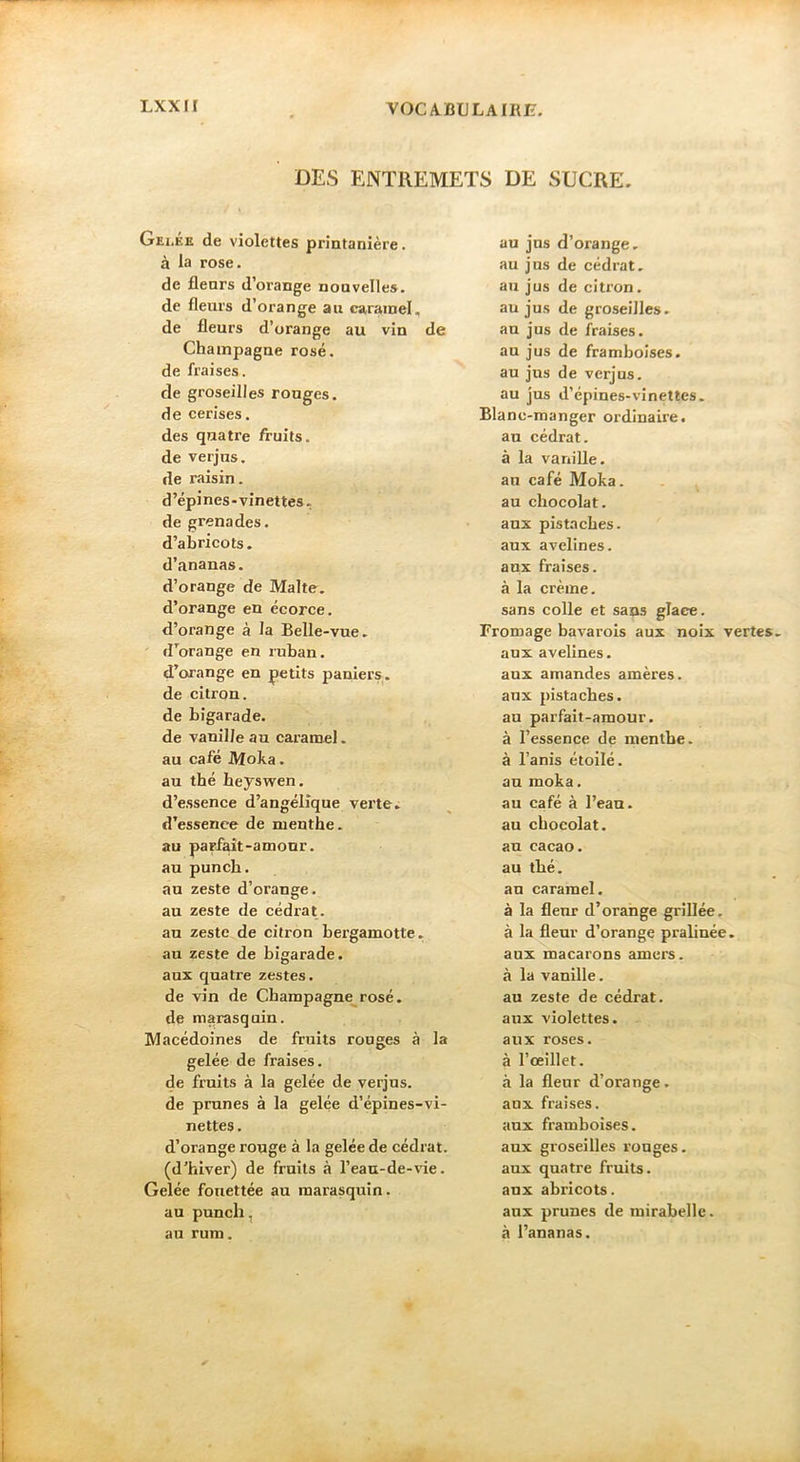 LXXII
VOCABULAIRE.
DES ENTREMETS DE SUCRE.
GELÉE de violettes printanière.
à la rose.
de fleurs d'orange nouvelles.
de fleurs d'orange au caramel.
de fleurs d'orange au vin de
Champagne rosé.
de fraises.
de groseilles rouges.
de cerises.
des quatre fruits.
de verjus.
de raisin.
d'épines-vinettes.
de grenades.
d'abricots.
d'ananas.
d'orange de Malte.
d'orange en écorce.
d'orange à la Belle-vue.
d'orange en ruban.
d'orange en petits paniers.
de citron.
de bigarade.
de vanille au caramel.
au café Moka.
au thé heyswen.
d'essence d'angélique verte.
d'essence de menthe.
au parfait-amour.
au punch.
au zeste d'orange.
au zeste de cédrat.
au zeste de citron bergamotte.
au zeste de bigarade.
aux quatre zestes.
de vin de Champagne rosé.
de marasquin.
Macédoines de fruits rouges à la
gelée de fraises.
de fruits à la gelée de verjus.
de prunes à la gelée d'épines-vi-
nettes.
d'orange rouge à la gelée de cédrat.
(d'hiver) de fruits à l'eau-de-vie.
Gelée fouettée au marasquin.
au punch.
au rum.
au jus d'orange.
au jus de cédrat.
au jus de citron.
au jus de groseilles.
au jus de fraises.
au jus de framboises.
au jus de verjus.
au jus d'épines-vinettes.
Blanc-manger ordinaire.
au cédrat.
à la vanille.
au café Moka.
au chocolat.
aux pistaches.
aux avelines.
aux fraises.
à la crème.
sans colle et sans glace.
Fromage bavarois aux noix vertes.
aux avelines.
aux amandes amères.
aux pistaches.
au parfait-amour.
à l'essence de menthe.
à l'anis étoilé.
au moka.
au café à l'eau.
au chocolat.
au cacao.
au thé.
au caramel.
à la fleur d'orange grillée.
à la fleur d'orange pralinée.
aux macarons amers.
à la vanille.
au zeste de cédrat.
aux violettes.
aux roses.
à l'œillet.
à la fleur d'orange.
aux fraises.
aux framboises.
aux groseilles rouges.
aux quatre fruits.
aux abricots.
aux prunes de mirabelle.
à l'ananas.